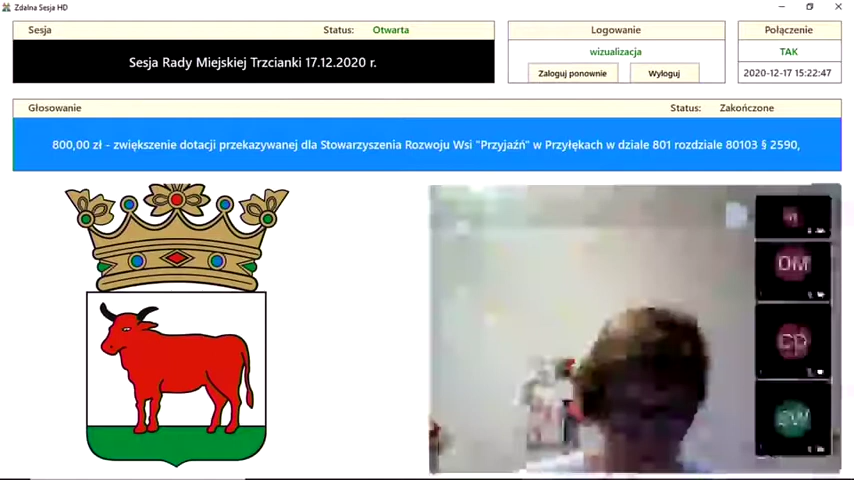 Zdalna Sesja HD
Sesja Status: Otwarta
Sesja Rady Miejskiej Trzcianki 17.12.2020 r.
Logowanie
wizualizacja
Zaloguj ponownie Wyloguj
Połączenie
TAK
2020-12-17 15:22:47
Głosowanie Status: Zakończone
800,00 zł - zwiększenie dotacji przekazywanej dla Stowarzyszenia Rozwoju Wsi "Przyjaźń" w Przyłękach w dziale 801 rozdziale 80103 § 2590,
OM